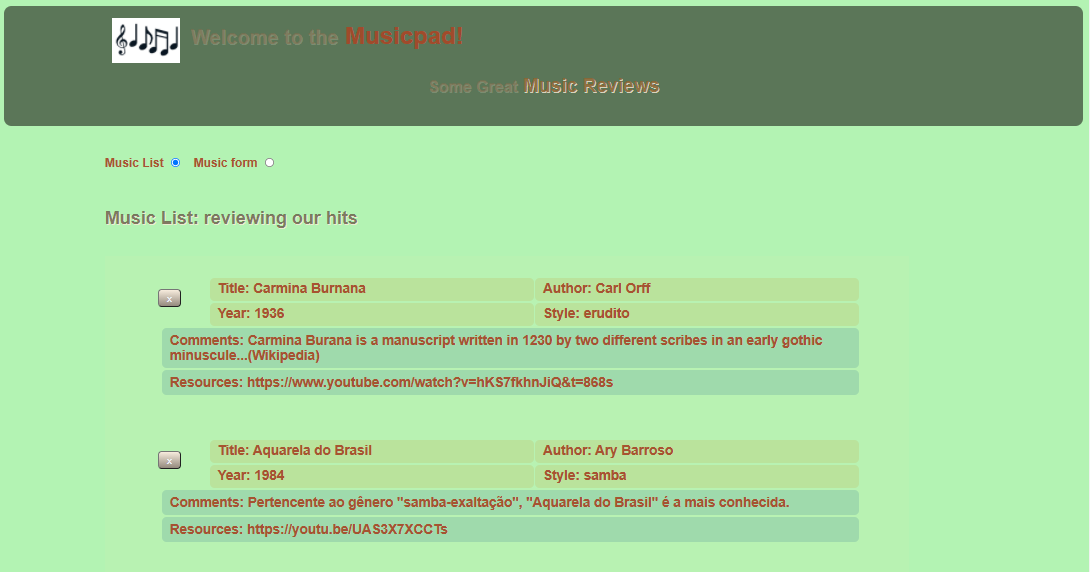 Welcome to the Musicpad!
Some Great Music Reviews
Music List Music form
Music List: reviewing our hits
x
Title: Carmina Burnana Author: Carl Orff
Year: 1936 Style: erudito
Comments: Carmina Burana is a manuscript written in 1230 by two different scribes in an early gothic
minuscule...(Wikipedia)
Resources: https://www.youtube.com/watch?v=hKS7fkhnJiQ&t=868s
x
Title: Aquarela do Brasil Author: Ary Barroso
Year: 1984 Style: samba
Comments: Pertencente ao gênero "samba-exaltação", "Aquarela do Brasil" é a mais conhecida.
Resources: https://youtu.be/UAS3X7XCCTs